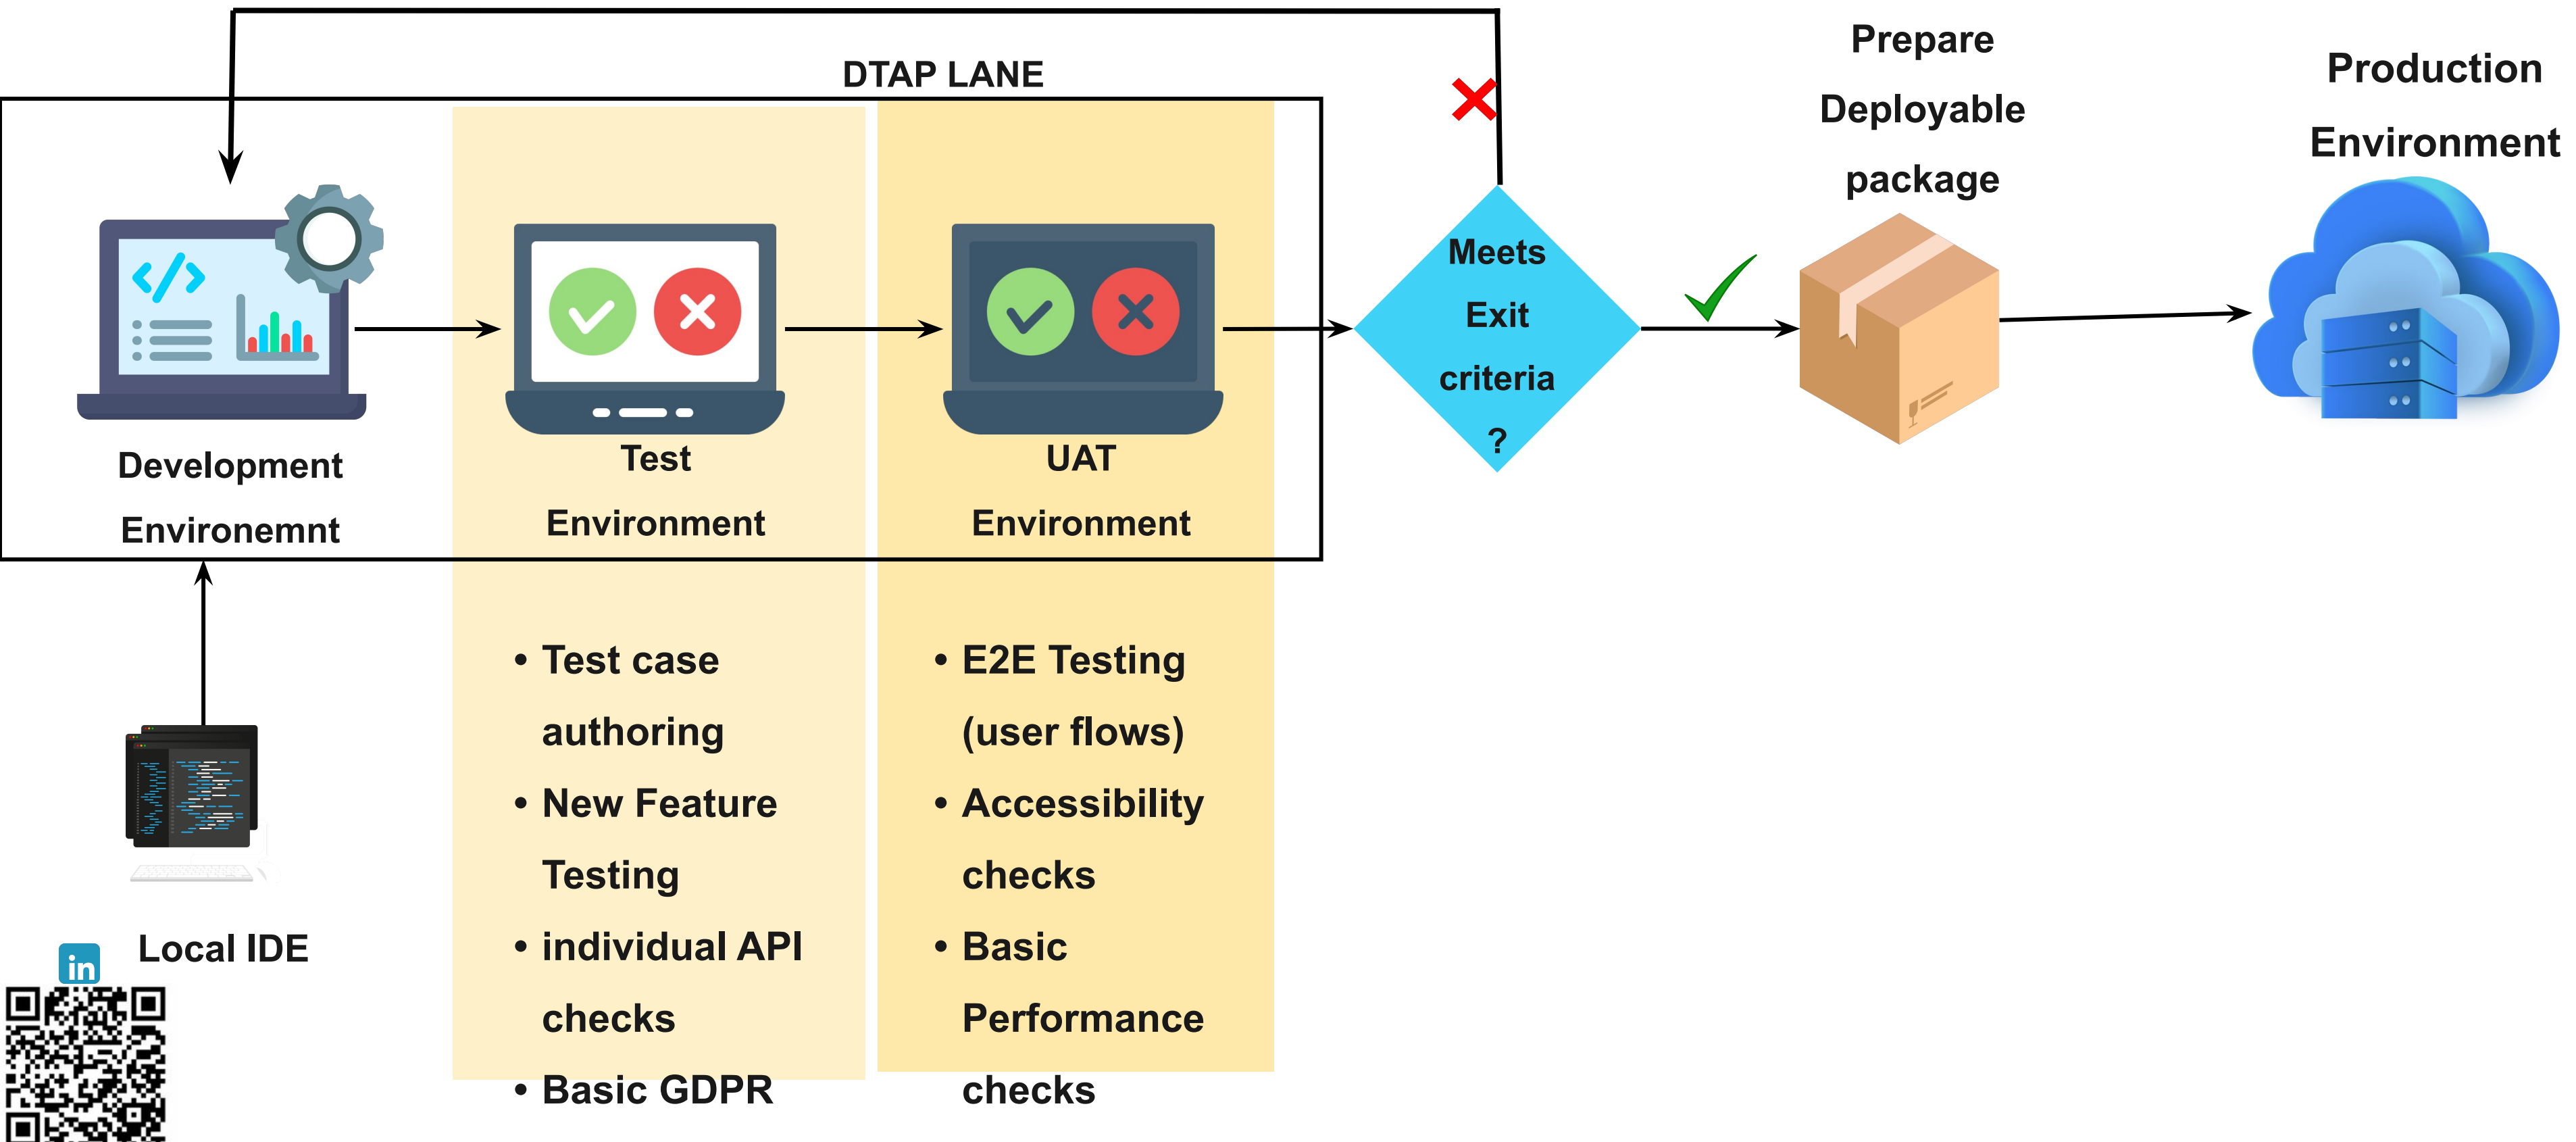 DTAP LANE
Prepare
Deployable
package
Production
Environment
Meets
Exit
criteria
?
Development
Environemnt
Test
Environment
UAT
Environment
• Test case
authoring
• New Feature
Testing
• individual API
checks
• Basic GDPR
• E2E Testing
(user flows)
• Accessibility
checks
• Basic
Performance
checks
Local IDE
in